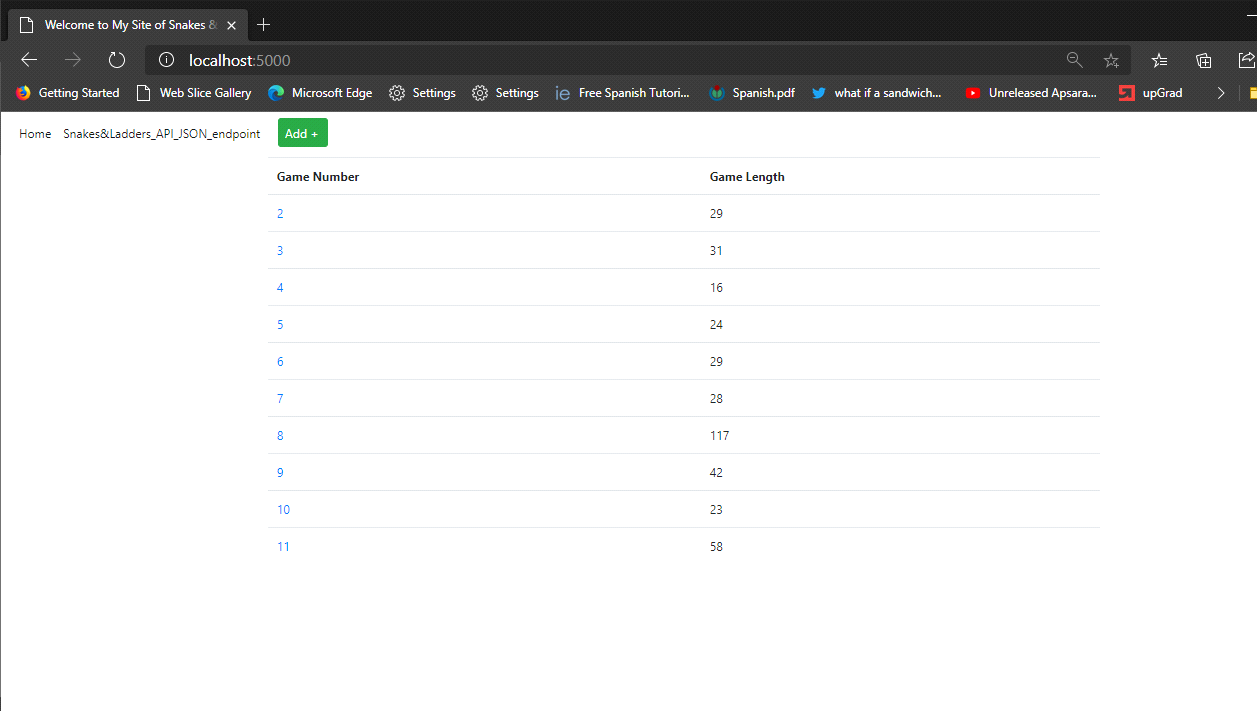 Welcome to My Site of Snakes &
localhost:5000
Getting Started Web Slice Gallery Microsoft Edge Settings Settings ie Free Spanish Tutori... Spanish.pdf what if a sandwich... Unreleased Apsara... upGrad
Home Snakes&Ladders_API_JSON_endpoint Add +
Game Number Game Length
2 29
3 31
4 16
5 24
6 29
7 28
8 117
9 42
10 23
11 58